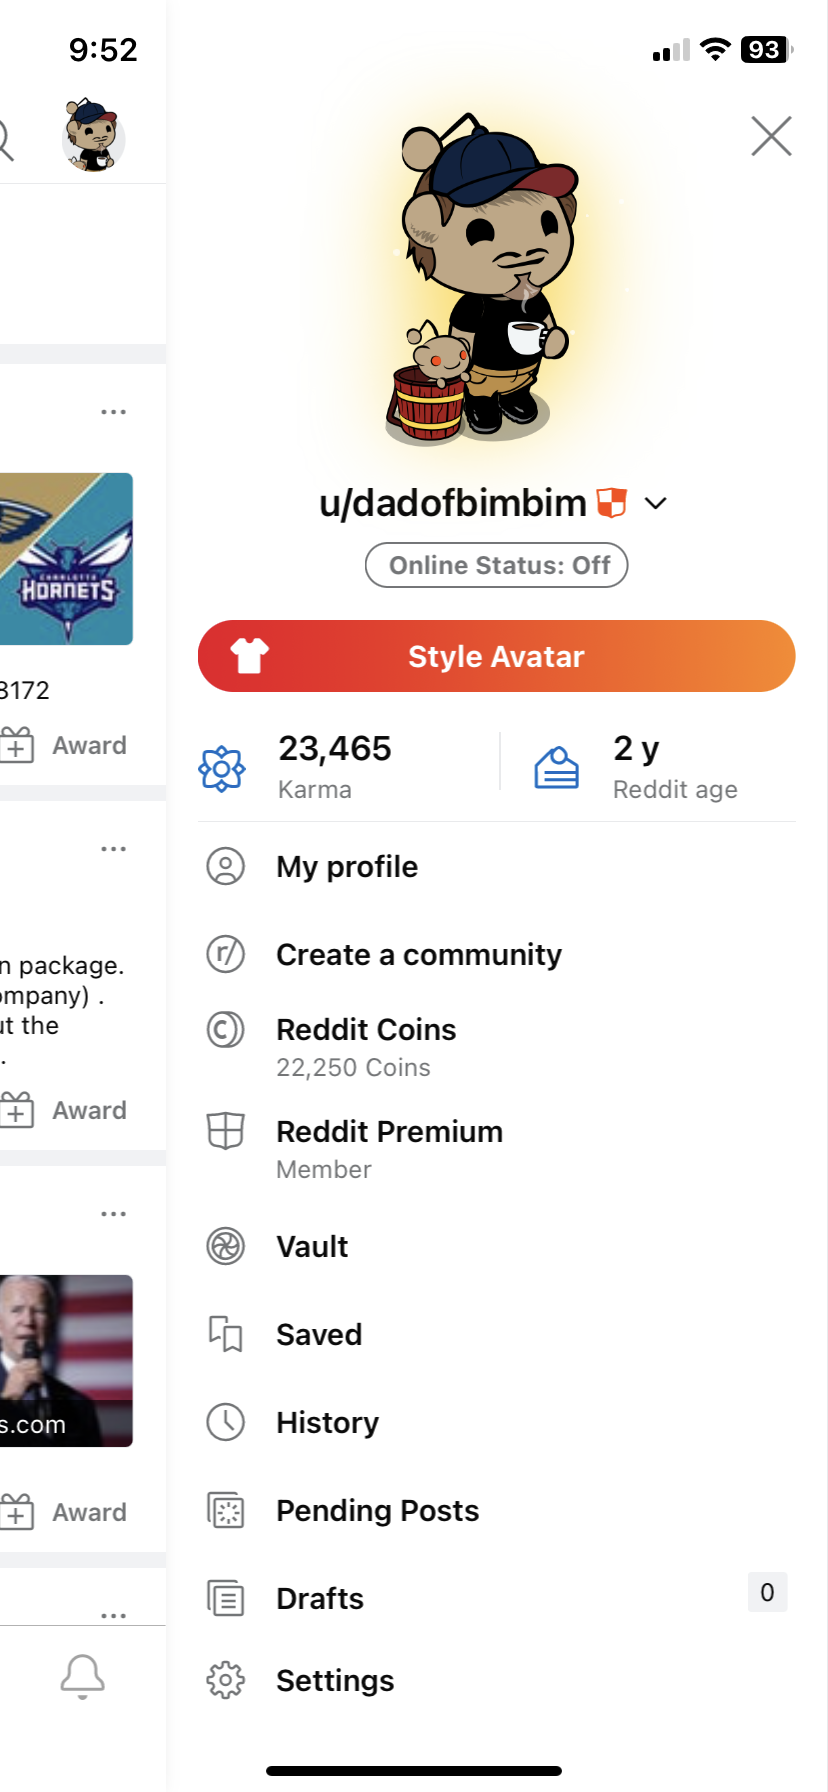 9:52
93
u/dadofbimbim
Online Status: Off
Style Avatar
23,465
Karma
2 y
Reddit age
My profile
r/
Create a community
Reddit Coins
22,250 Coins
Reddit Premium
Member
Vault
Saved
History
Pending Posts
Drafts
0
Settings
CHARLOTTE
HORNETS
8172
Award
n package.
ompany) .
ut the
.
Award
s.com
Award